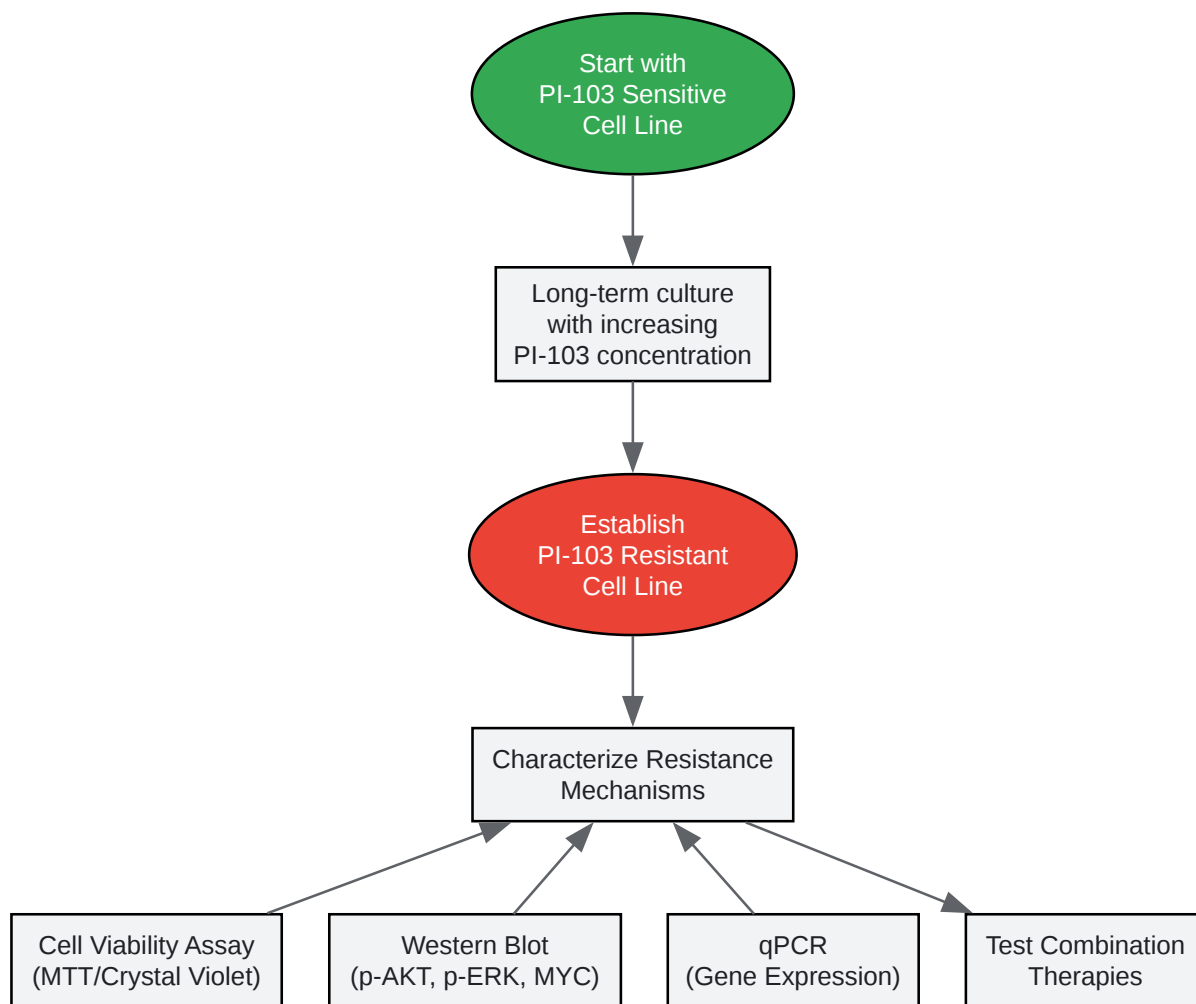 Start with
PI-103 Sensitive
Cell Line
Long-term culture
with increasing
PI-103 concentration
Establish
PI-103 Resistant
Cell Line
Characterize Resistance
Mechanisms
Cell Viability Assay
(MTT/Crystal Violet)
Western Blot
(p-AKT, p-ERK, MYC)
qPCR
(Gene Expression)
Test Combination
Therapies